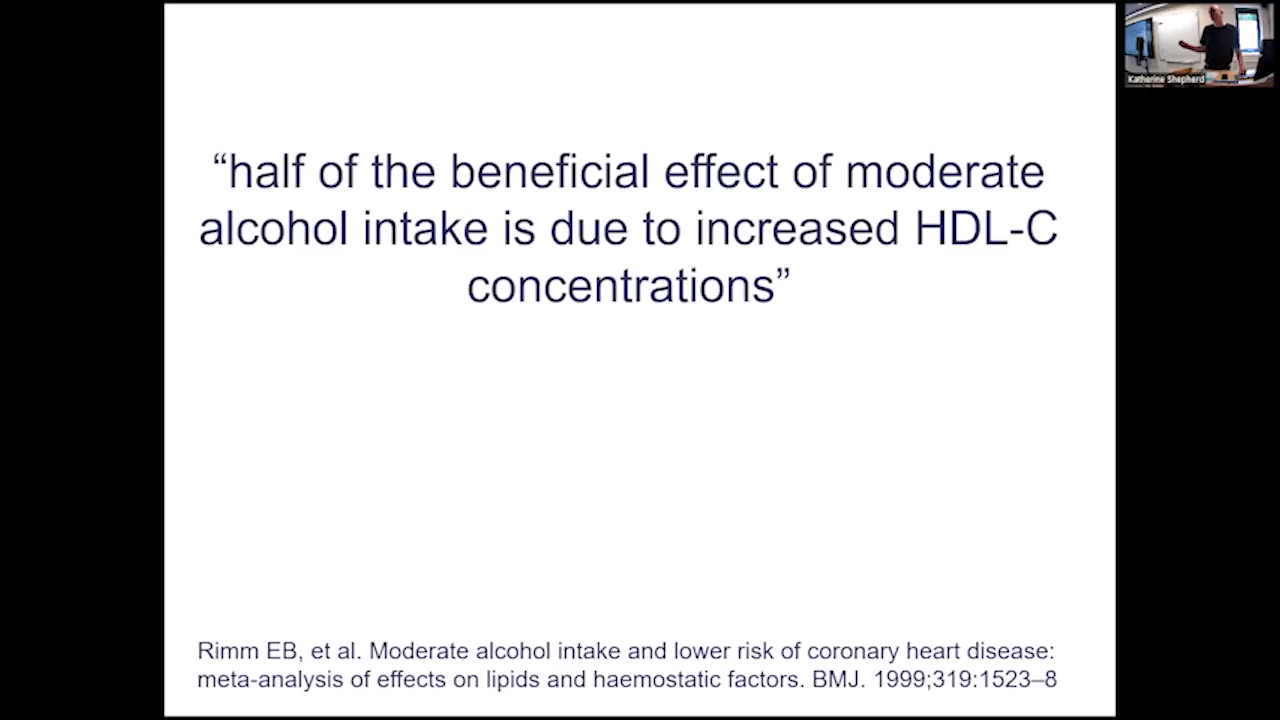 “half of the beneficial effect of moderate
alcohol intake is due to increased HDL-C
concentrations”
Rimm EB, et al. Moderate alcohol intake and lower risk of coronary heart disease:
meta-analysis of effects on lipids and haemostatic factors. BMJ. 1999;319:1523–8
Katherine Shepherd